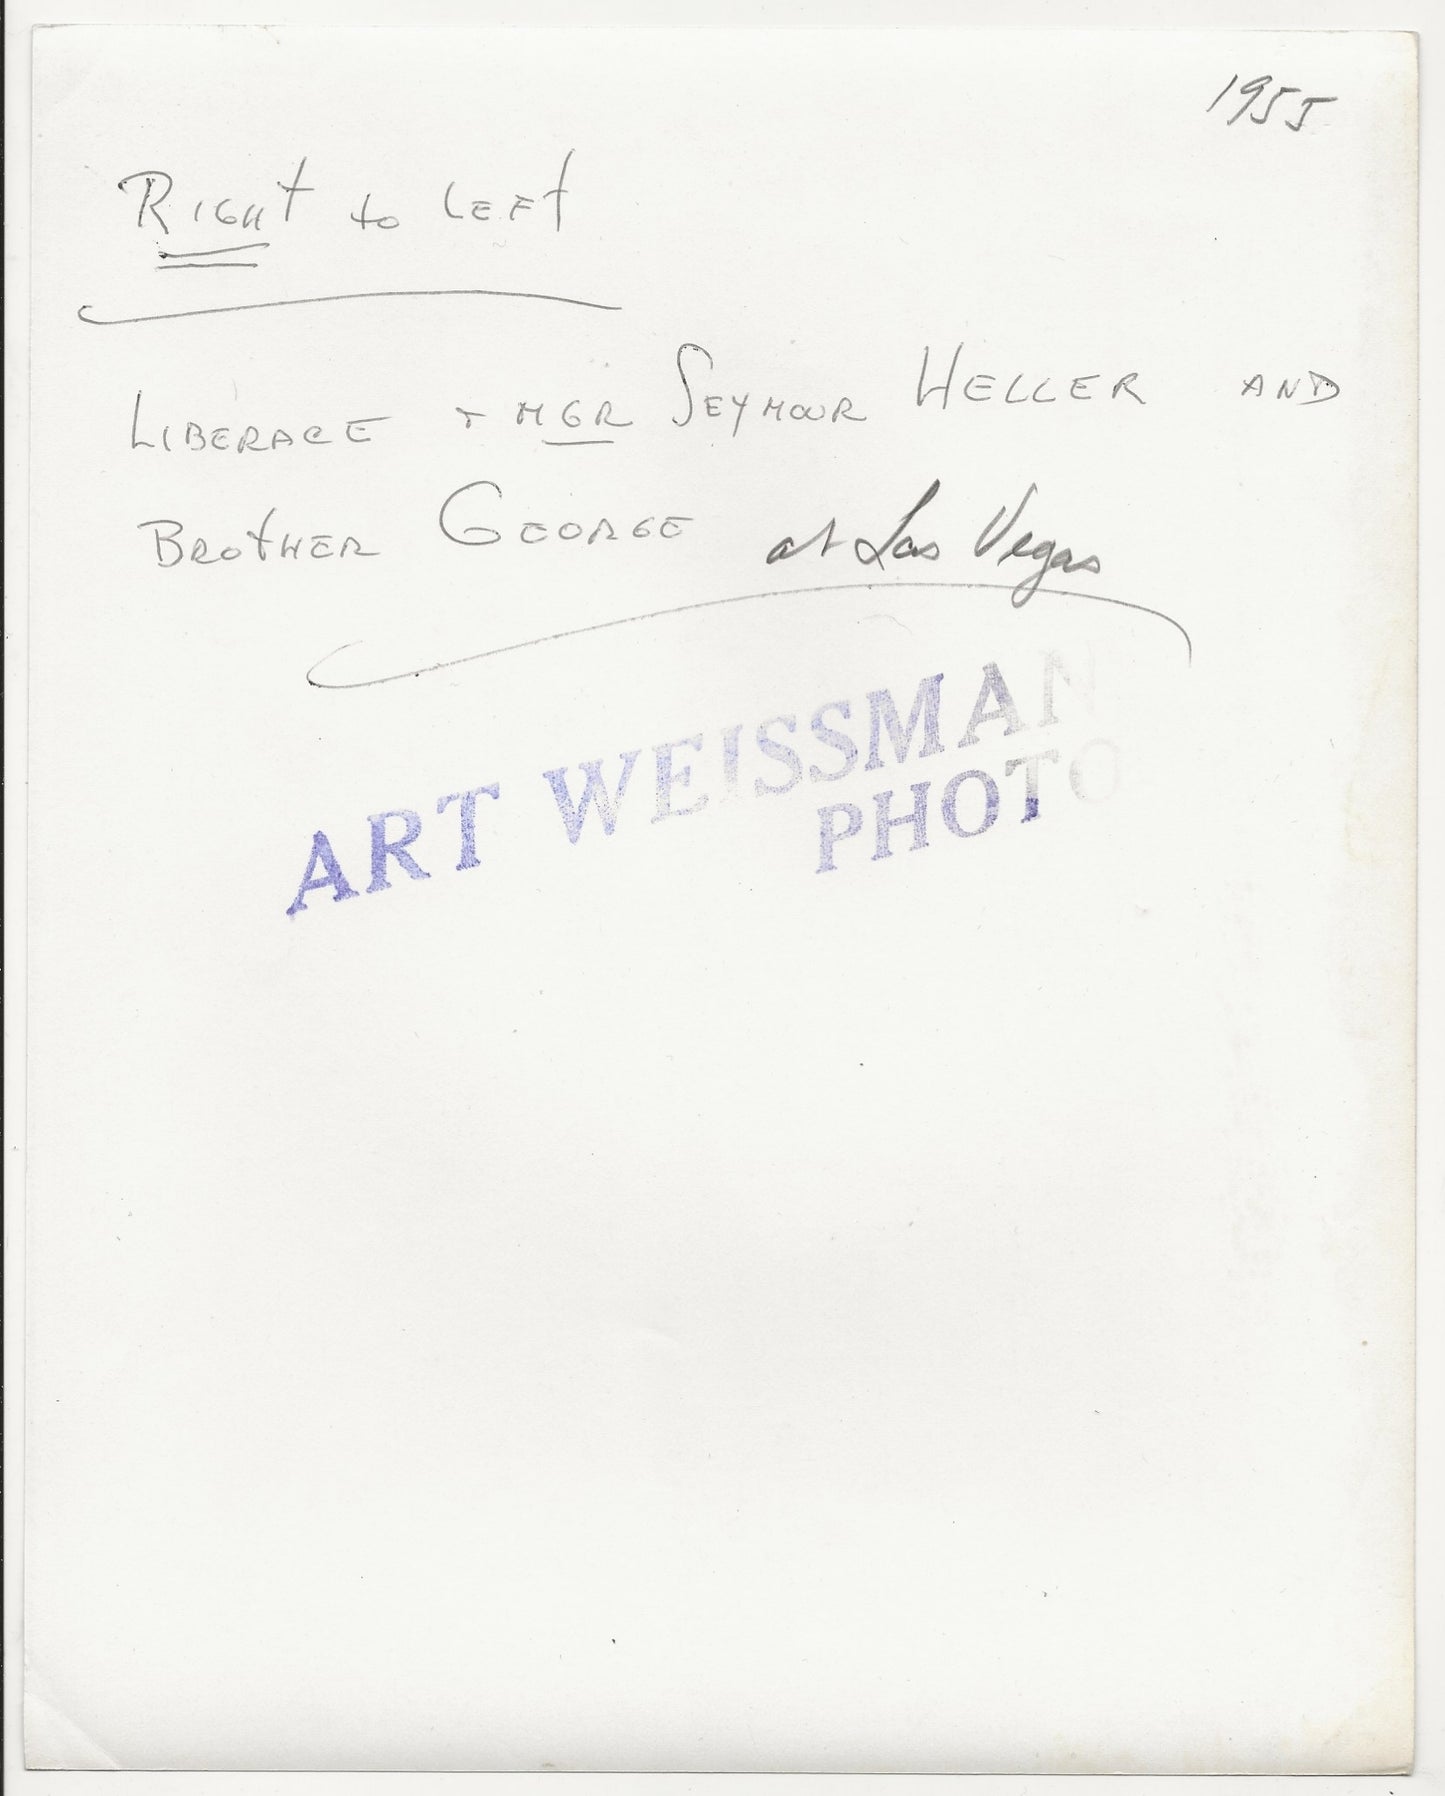 1955
Right to Left
LIBERACE + MGR SEYMOUR HELLER AND
BROTHER GEORGE at Las Vegas
ART WEISSMAN
PHOTO